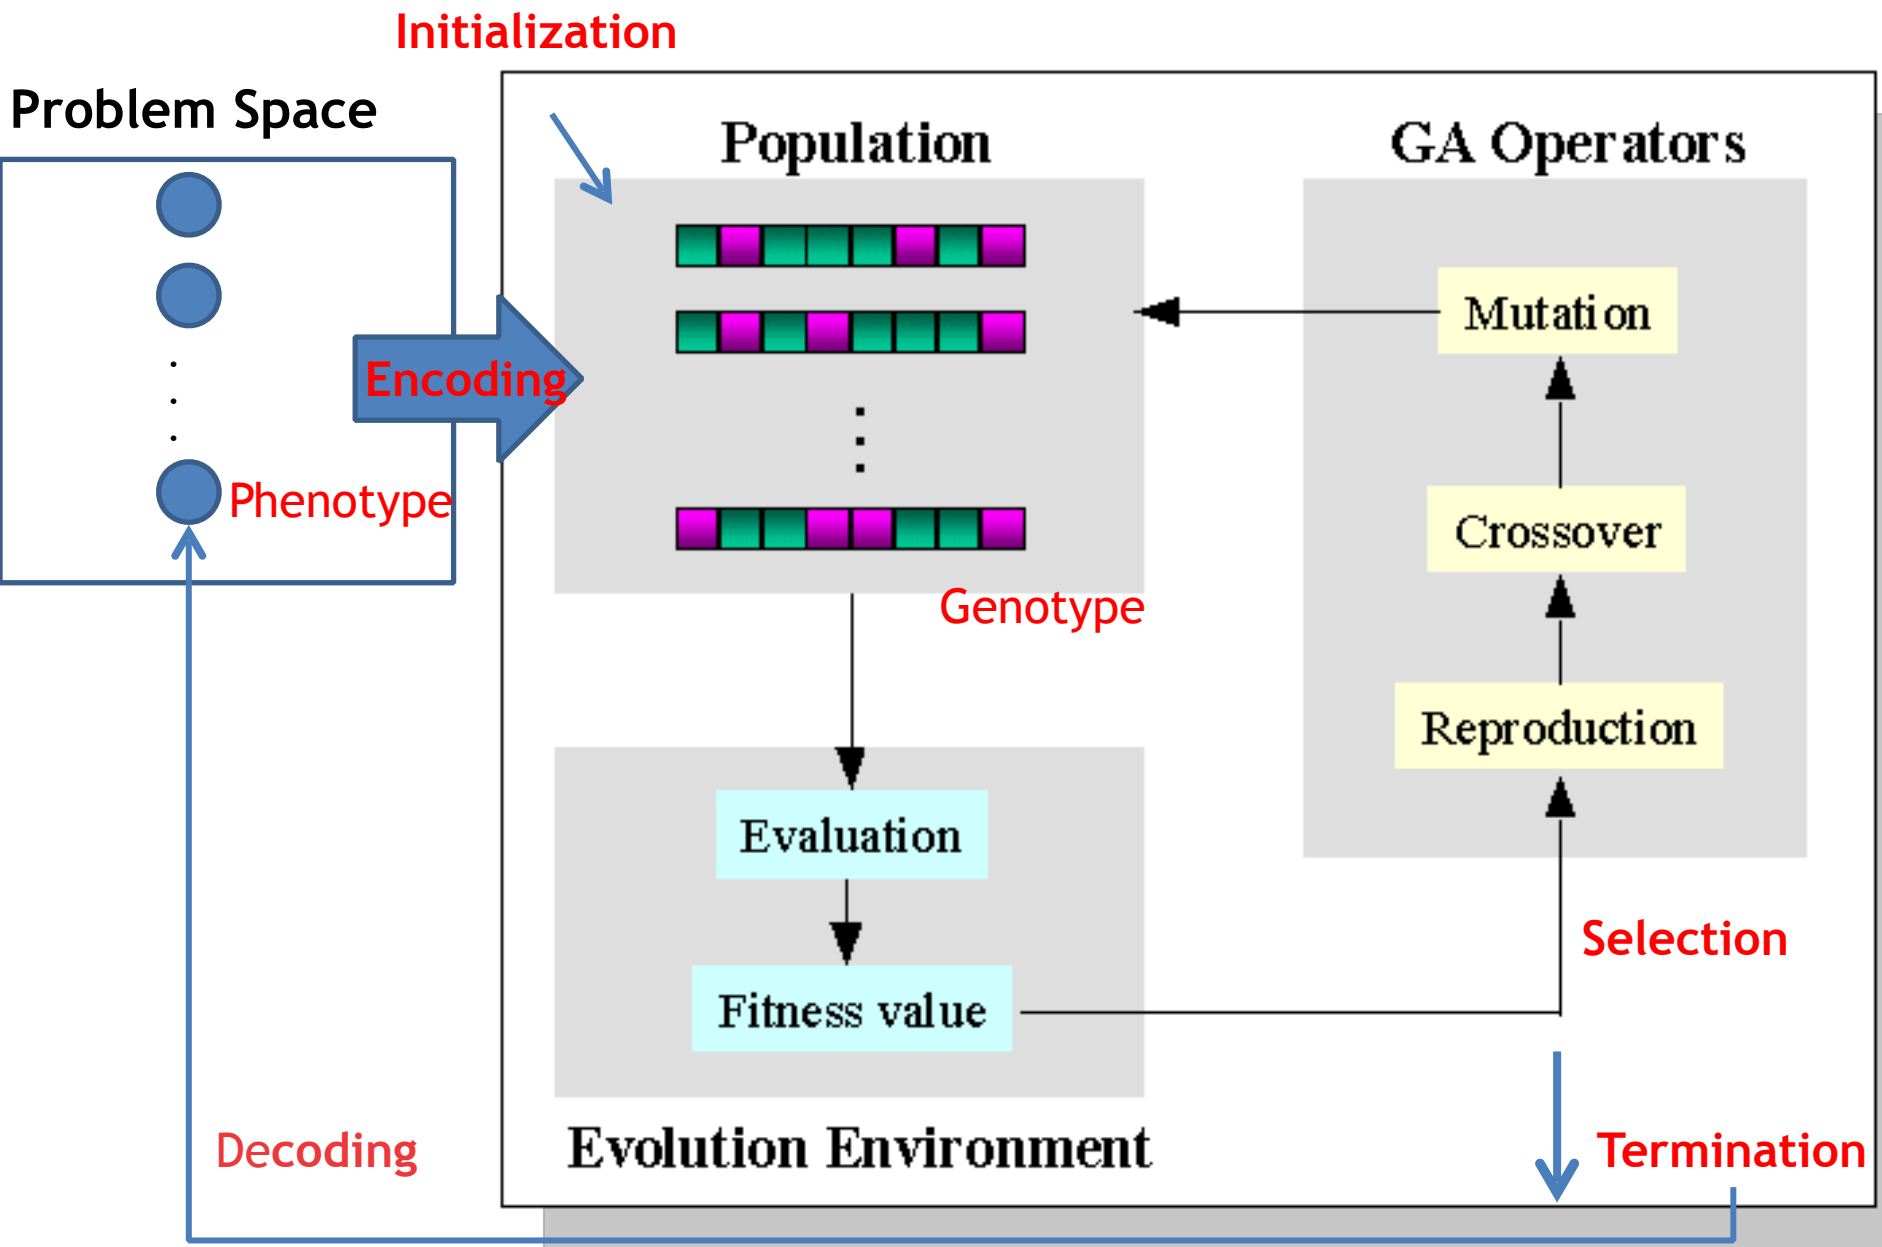 Initialization
Problem Space
Population
GA Operators
Mutation
Encoding
Phenotype
Crossover
Genotype
Reproduction
Evaluation
Selection
Fitness value
Decoding
Evolution Environment
Termination